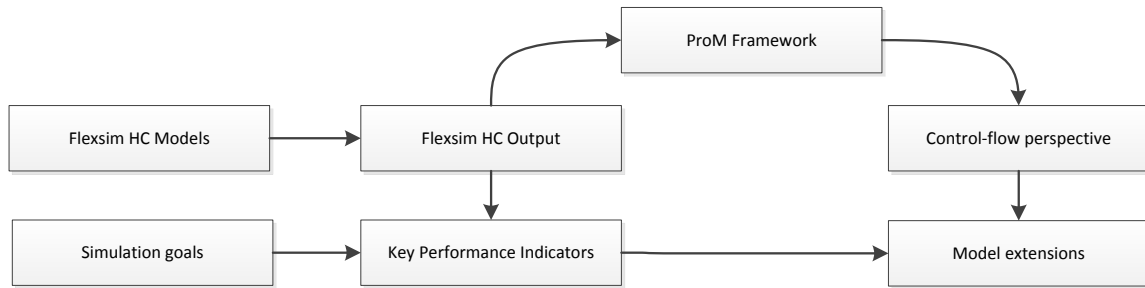 ProM Framework
Flexsim HC Models
Flexsim HC Output
Control-flow perspective
Simulation goals
Key Performance Indicators
Model extensions